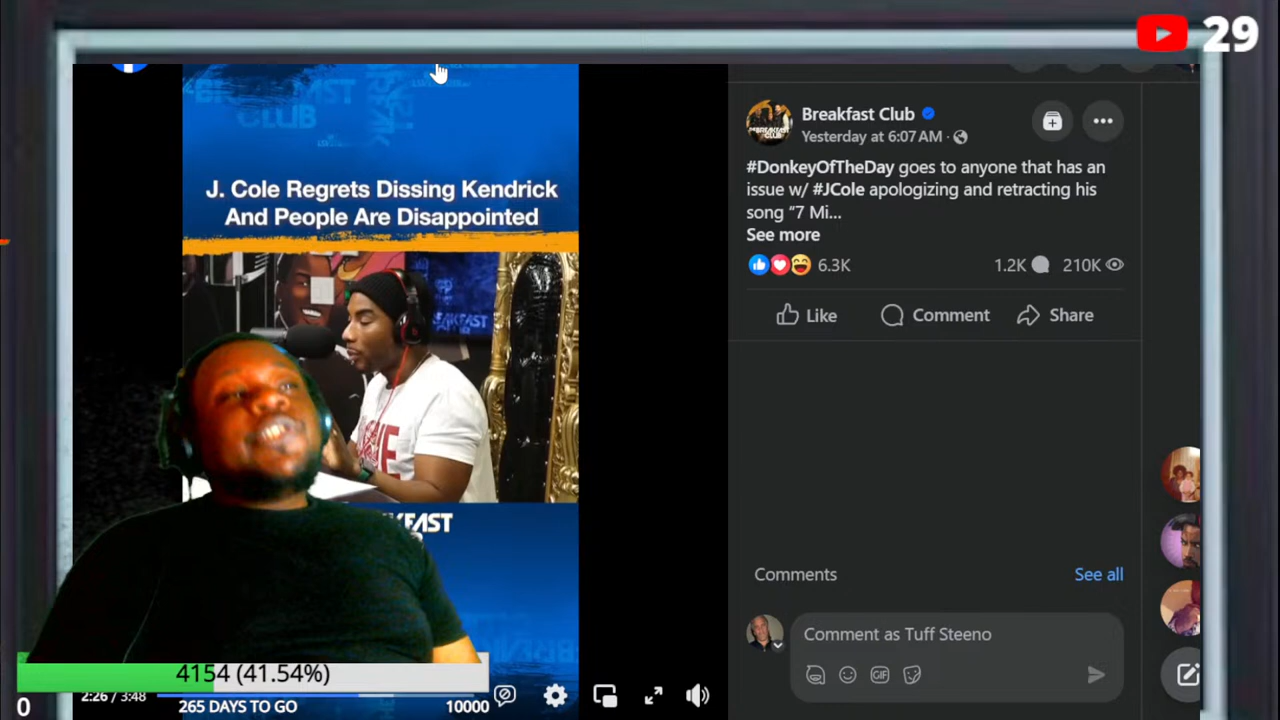 29
BREAKFAST
CLUB
J. Cole Regrets Dissing Kendrick
And People Are Disappointed
Breakfast Club
Yesterday at 6:07 AM ·
#DonkeyOfTheDay goes to anyone that has an
issue w/ #JCole apologizing and retracting his
song “7 Mi...
See more
6.3K
1.2K
210K
Like
Comment
Share
Comments
See all
Comment as Tuff Steeno
GIF
4154 (41.54%)
2:26 / 3:48
0
265 DAYS TO GO
10000